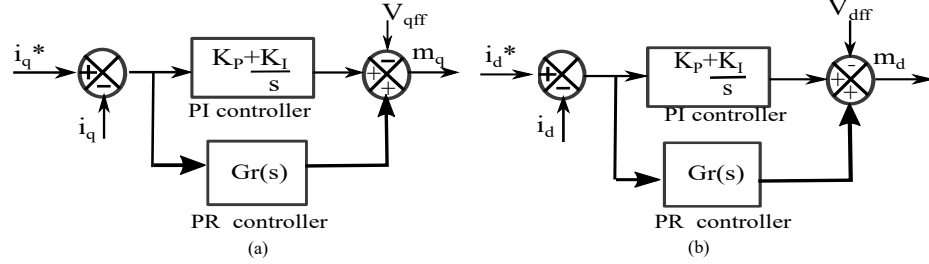 V_qff
i_q*
K_P+K_I
s
m_q
+
−
+
−
+
PI controller
i_q
Gr(s)
PR controller
(a)
V_dff
i_d*
K_P+K_I
s
m_d
+
−
+
-
+
PI controller
i_d
Gr(s)
PR controller
(b)